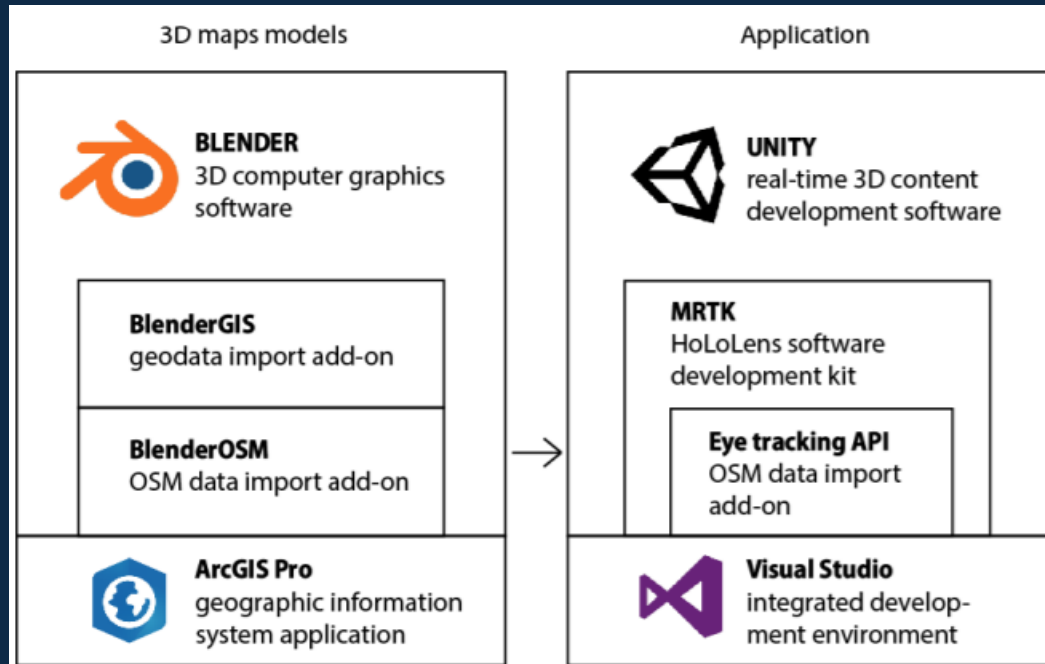 3D maps models
BLENDER
3D computer graphics
software
BlenderGIS
geodata import add-on
BlenderOSM
OSM data import add-on
ArcGIS Pro
geographic information
system application
Application
UNITY
real-time 3D content
development software
MRTK
HoLoLens software
development kit
Eye tracking API
OSM data import
add-on
Visual Studio
integrated develop-
ment environment